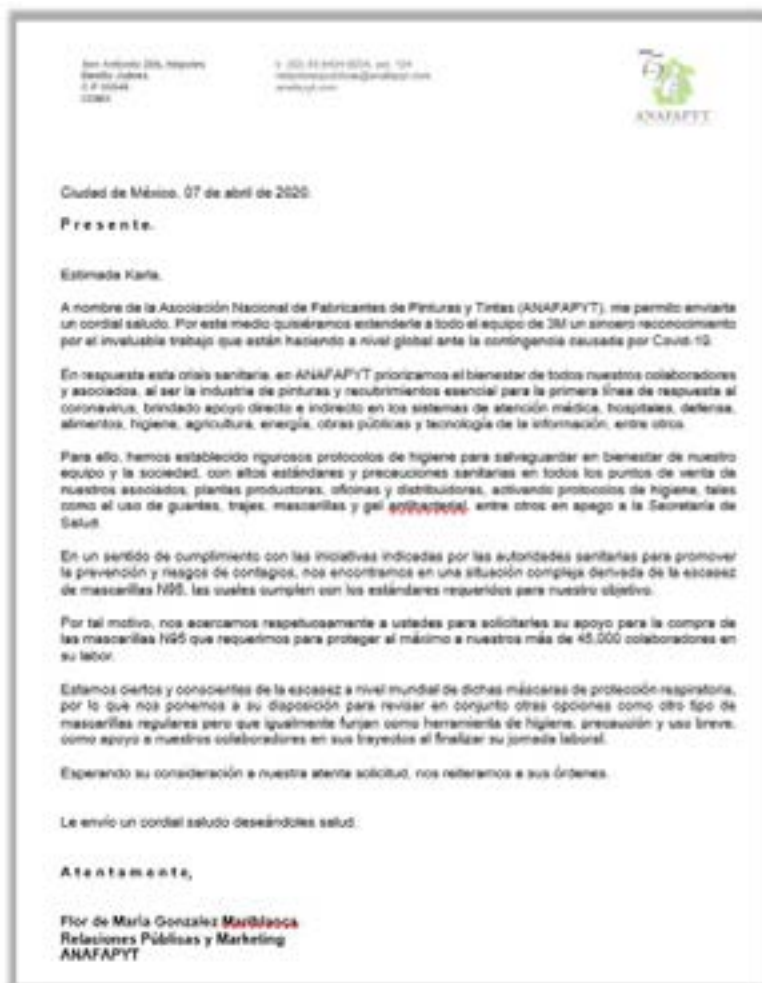 Benito Juárez
CDMX
anafapyt.com
ANAFAPYT
Ciudad de México, 07 de abril de 2020.
P r e s e n t e.
Estimada Karla,
A nombre de la Asociación Nacional de Fabricantes de Pinturas y Tintas (ANAFAPYT), me permito enviarte
un cordial saludo. Por este medio quisiéramos extenderle a todo el equipo de 3M un sincero reconocimiento
por el invaluable trabajo que están haciendo a nivel global ante la contingencia causada por Covid-19.
En respuesta esta crisis sanitaria, en ANAFAPYT priorizamos el bienestar de todos nuestros colaboradores
y asociados, al ser la industria de pinturas y recubrimientos esencial para la primera línea de respuesta al
coronavirus, brindado apoyo directo e indirecto en los sistemas de atención médica, hospitales, defensa,
alimentos, higiene, agricultura, energía, obras públicas y tecnología de la información, entre otros.
Para ello, hemos establecido rigurosos protocolos de higiene para salvaguardar en bienestar de nuestro
equipo y la sociedad, con altos estándares y precauciones sanitarias en todos los puntos de venta de
nuestros asociados, plantas productoras, oficinas y distribuidores, activando protocolos de higiene, tales
como el uso de guantes, trajes, mascarillas y gel antibacterial, entre otros en apego a la Secretaría de
Salud.
En un sentido de cumplimiento con las iniciativas indicadas por las autoridades sanitarias para promover
la prevención y riesgos de contagios, nos encontramos en una situación compleja derivada de la escasez
de mascarillas N95, las cuales cumplen con los estándares requeridos para nuestro objetivo.
Por tal motivo, nos acercamos respetuosamente a ustedes para solicitarles su apoyo para la compra de
las mascarillas N95 que requerimos para proteger al máximo a nuestros más de 45,000 colaboradores en
su labor.
Estamos ciertos y conscientes de la escasez a nivel mundial de dichas máscaras de protección respiratoria,
por lo que nos ponemos a su disposición para revisar en conjunto otras opciones como otro tipo de
mascarillas regulares pero que igualmente funjan como herramienta de higiene, precaución y uso breve,
como apoyo a nuestros colaboradores en sus trayectos al finalizar su jornada laboral.
Esperando su consideración a nuestra atenta solicitud, nos reiteramos a sus órdenes.
Le envío un cordial saludo deseándoles salud.
A t e n t a m e n t e,
Flor de María Gonzalez Mariblanca
Relaciones Públicas y Marketing
ANAFAPYT